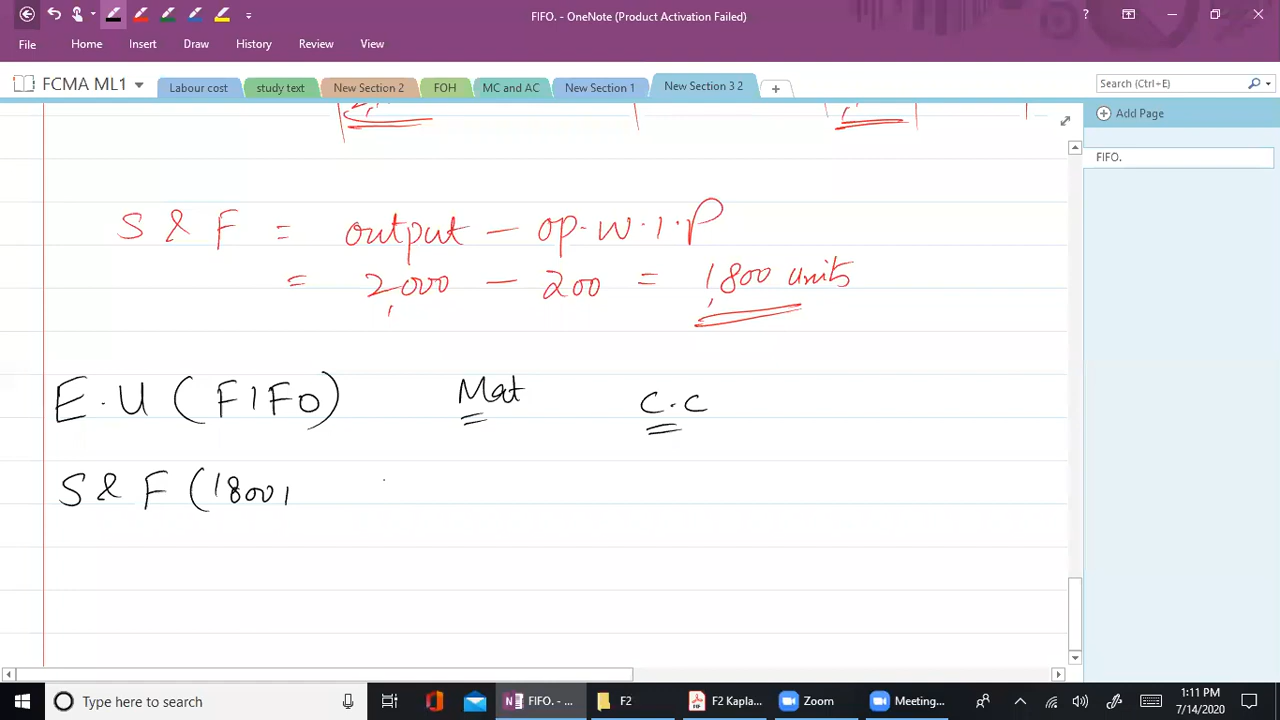 FIFO. - OneNote (Product Activation Failed)
File Home Insert Draw History Review View
FCMA ML1
Labour cost study text New Section 2 FOH MC and AC New Section 1 New Section 3 2
Search (Ctrl+E)
Add Page
FIFO.
S & F = output - op.W.I.P
= 2,000 - 200 = 1,800 units
E.U (FIFO) Mat C.C
S & F (1800,
Type here to search
FIFO. - ... F2 F2 Kapla... Zoom Meeting...
1:11 PM
7/14/2020